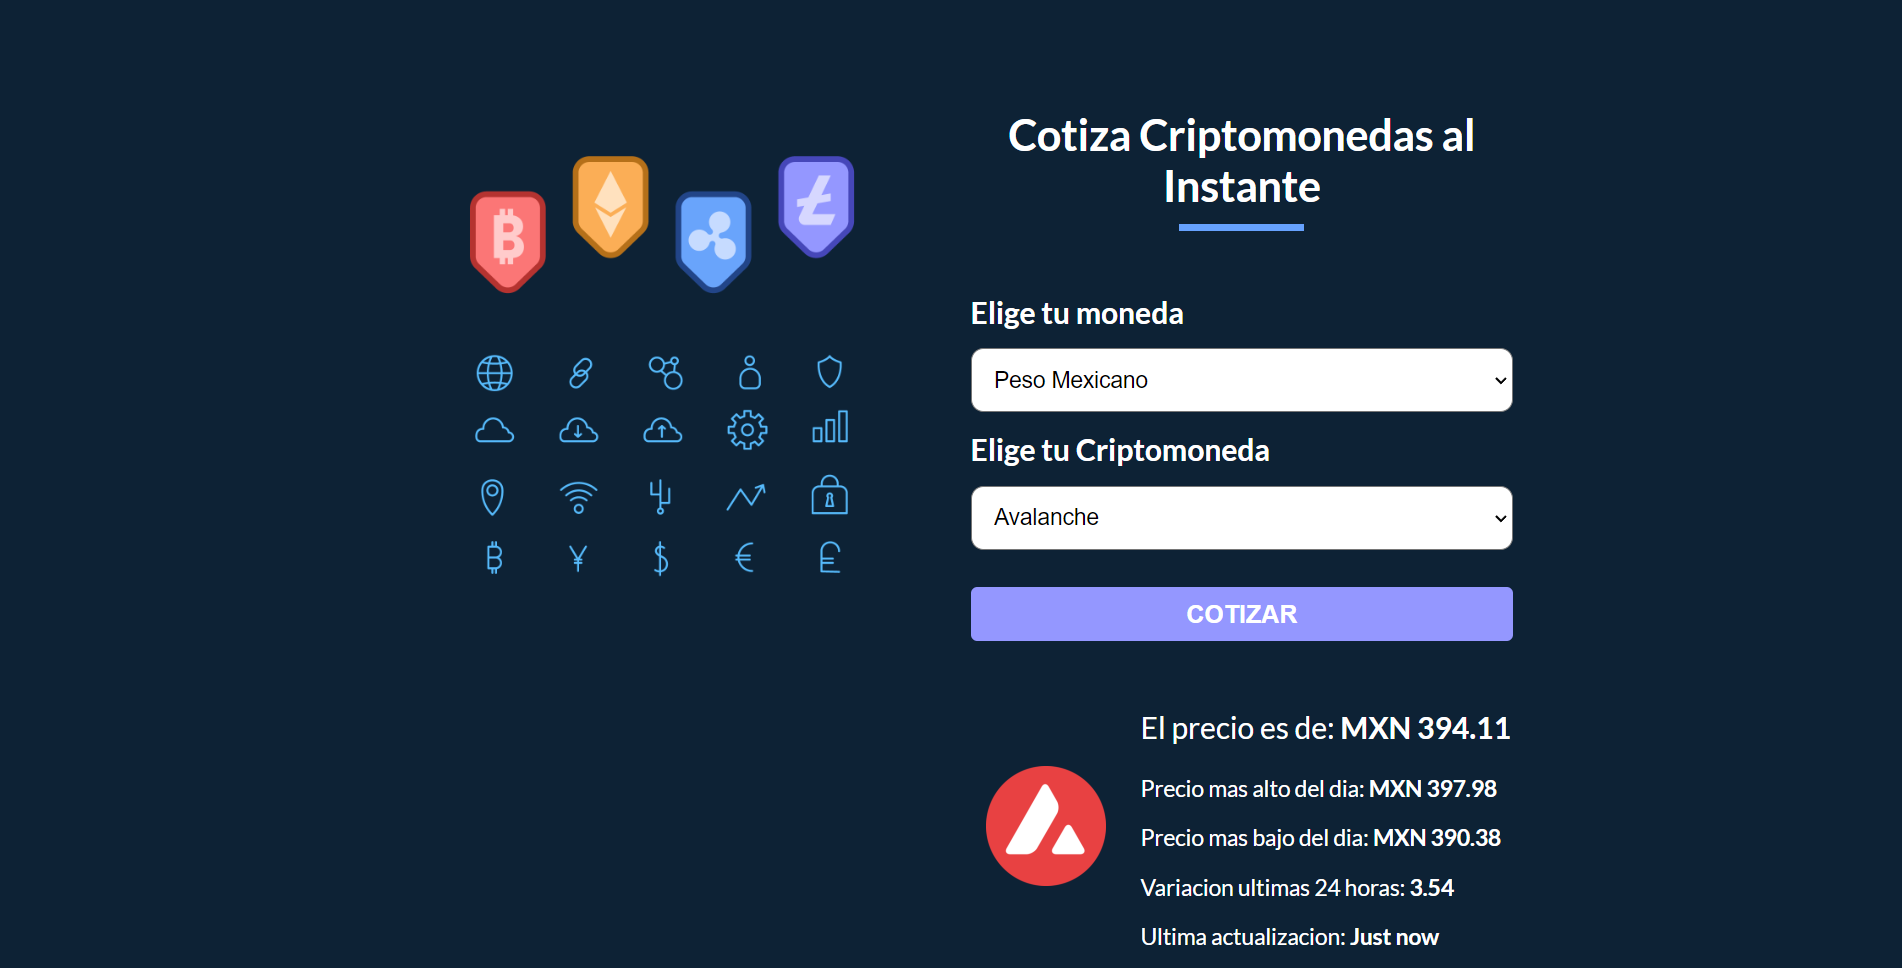 Cotiza Criptomonedas al
Instante
Elige tu moneda
Peso Mexicano
Elige tu Criptomoneda
Avalanche
COTIZAR
El precio es de: MXN 394.11
Precio mas alto del dia: MXN 397.98
Precio mas bajo del dia: MXN 390.38
Variacion ultimas 24 horas: 3.54
Ultima actualizacion: Just now